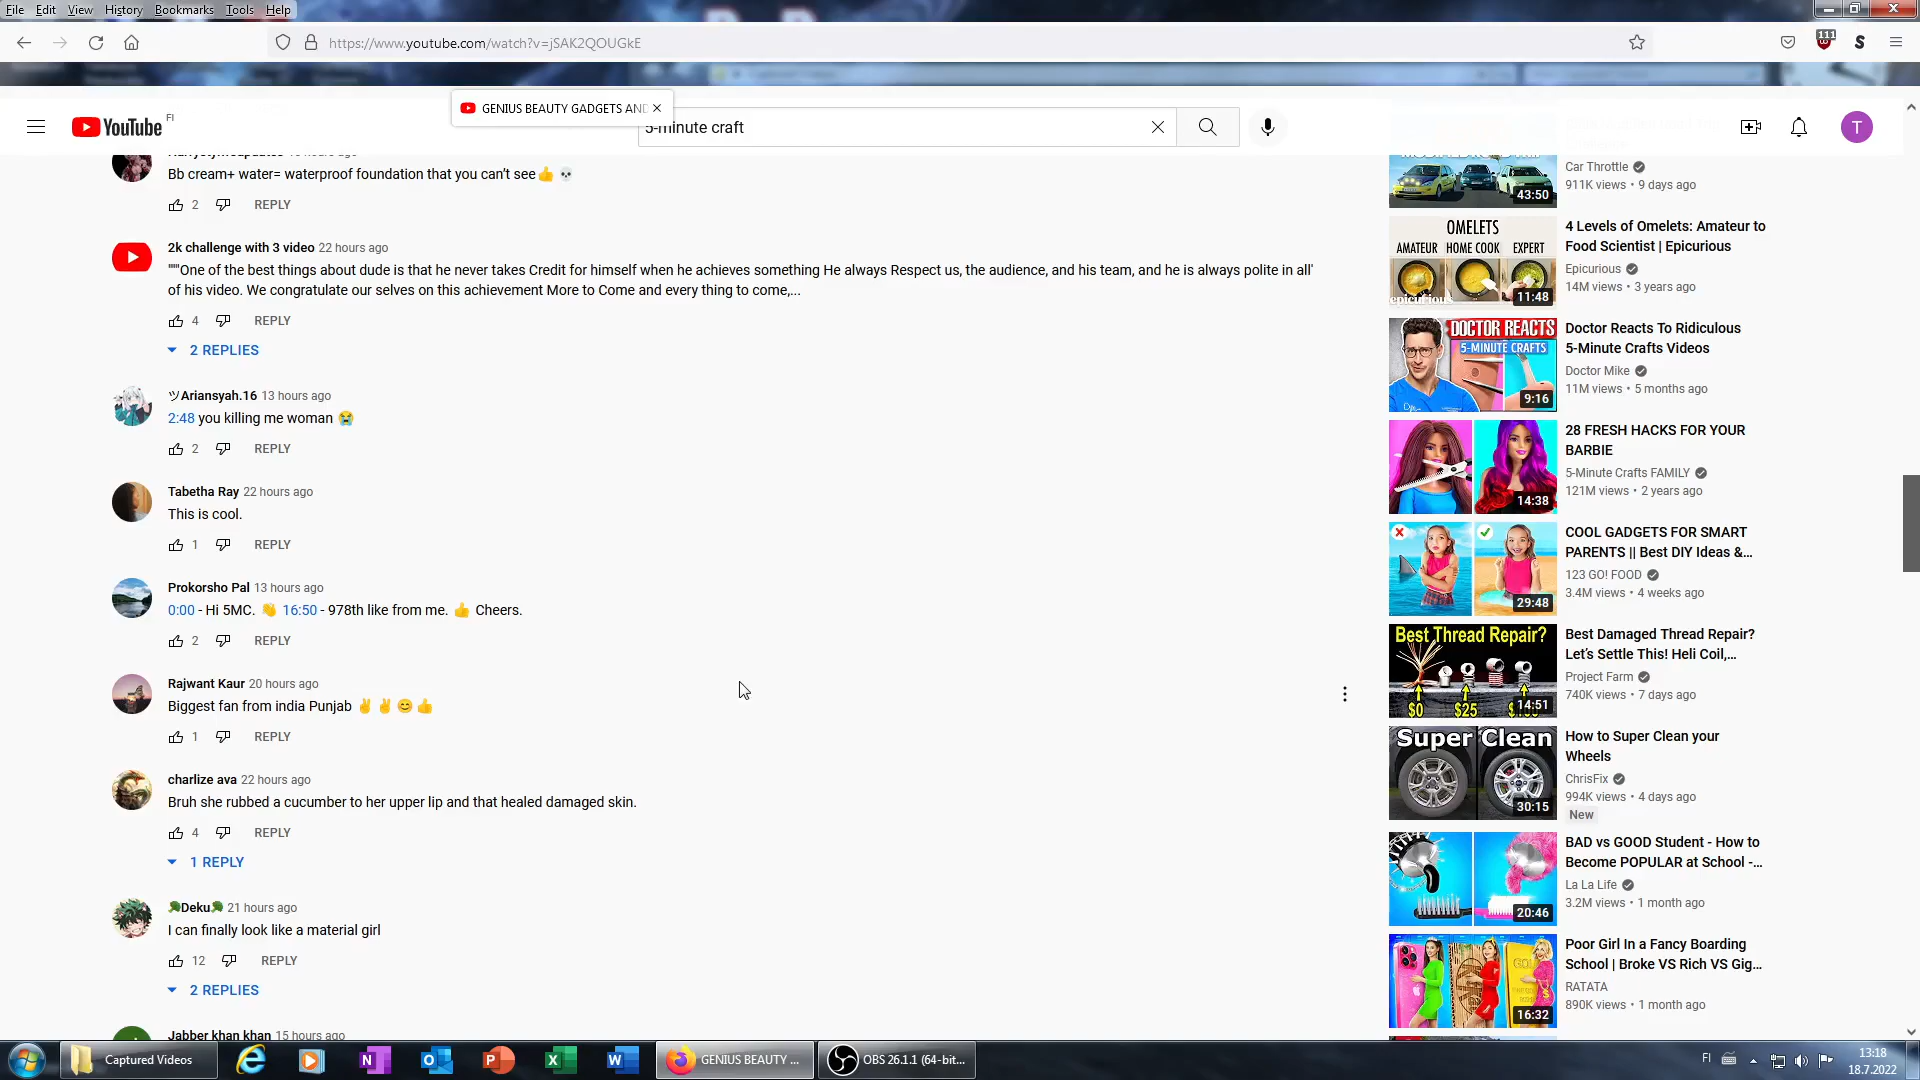 File Edit View History Bookmarks Tools Help
https://www.youtube.com/watch?v=jSAK2QOUGkE
111
GENIUS BEAUTY GADGETS AND
YouTube FI
5-minute craft
T
Bb cream+ water= waterproof foundation that you can't see👍💀
2 REPLY
2k challenge with 3 video 22 hours ago
"""One of the best things about dude is that he never takes Credit for himself when he achieves something He always Respect us, the audience, and his team, and he is always polite in all'
of his video. We congratulate our selves on this achievement More to Come and every thing to come,...
4 REPLY
2 REPLIES
ツAriansyah.16 13 hours ago
2:48 you killing me woman 😭
2 REPLY
Tabetha Ray 22 hours ago
This is cool.
1 REPLY
Prokorsho Pal 13 hours ago
0:00 - Hi 5MC. 👋 16:50 - 978th like from me. 👍 Cheers.
2 REPLY
Rajwant Kaur 20 hours ago
Biggest fan from india Punjab ✌✌😊👍
1 REPLY
charlize ava 22 hours ago
Bruh she rubbed a cucumber to her upper lip and that healed damaged skin.
4 REPLY
1 REPLY
🥦Deku🥦 21 hours ago
I can finally look like a material girl
12 REPLY
2 REPLIES
Jabber khan khan 15 hours ago
43:50
Car Throttle
911K views • 9 days ago
OMELETS
AMATEUR HOME COOK EXPERT
epicurious
11:48
4 Levels of Omelets: Amateur to
Food Scientist | Epicurious
Epicurious
14M views • 3 years ago
DOCTOR REACTS
5-MINUTE CRAFTS
9:16
Doctor Reacts To Ridiculous
5-Minute Crafts Videos
Doctor Mike
11M views • 5 months ago
14:38
28 FRESH HACKS FOR YOUR
BARBIE
5-Minute Crafts FAMILY
121M views • 2 years ago
29:48
COOL GADGETS FOR SMART
PARENTS || Best DIY Ideas &...
123 GO! FOOD
3.4M views • 4 weeks ago
Best Thread Repair?
$0 $25
14:51
Best Damaged Thread Repair?
Let's Settle This! Heli Coil,...
Project Farm
740K views • 7 days ago
Super Clean
30:15
How to Super Clean your
Wheels
ChrisFix
994K views • 4 days ago
New
20:46
BAD vs GOOD Student - How to
Become POPULAR at School -...
La La Life
3.2M views • 1 month ago
16:32
Poor Girl In a Fancy Boarding
School | Broke VS Rich VS Gig...
RATATA
890K views • 1 month ago
Captured Videos
GENIUS BEAUTY ...
OBS 26.1.1 (64-bit...
FI
13:18
18.7.2022